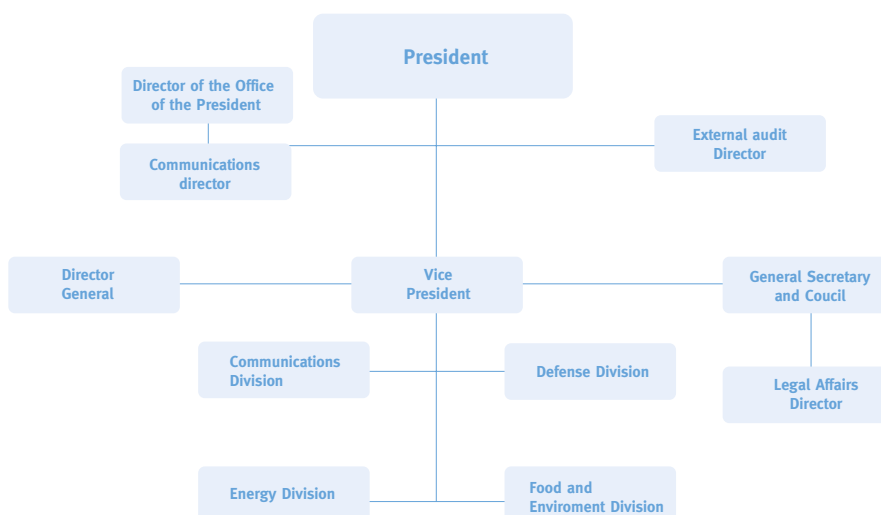 President
Director of the Office
of the President
External audit
Director
Communications
director
Director
General
Vice
President
General Secretary
and Coucil
Communications
Division
Defense Division
Legal Affairs
Director
Energy Division
Food and
Enviroment Division